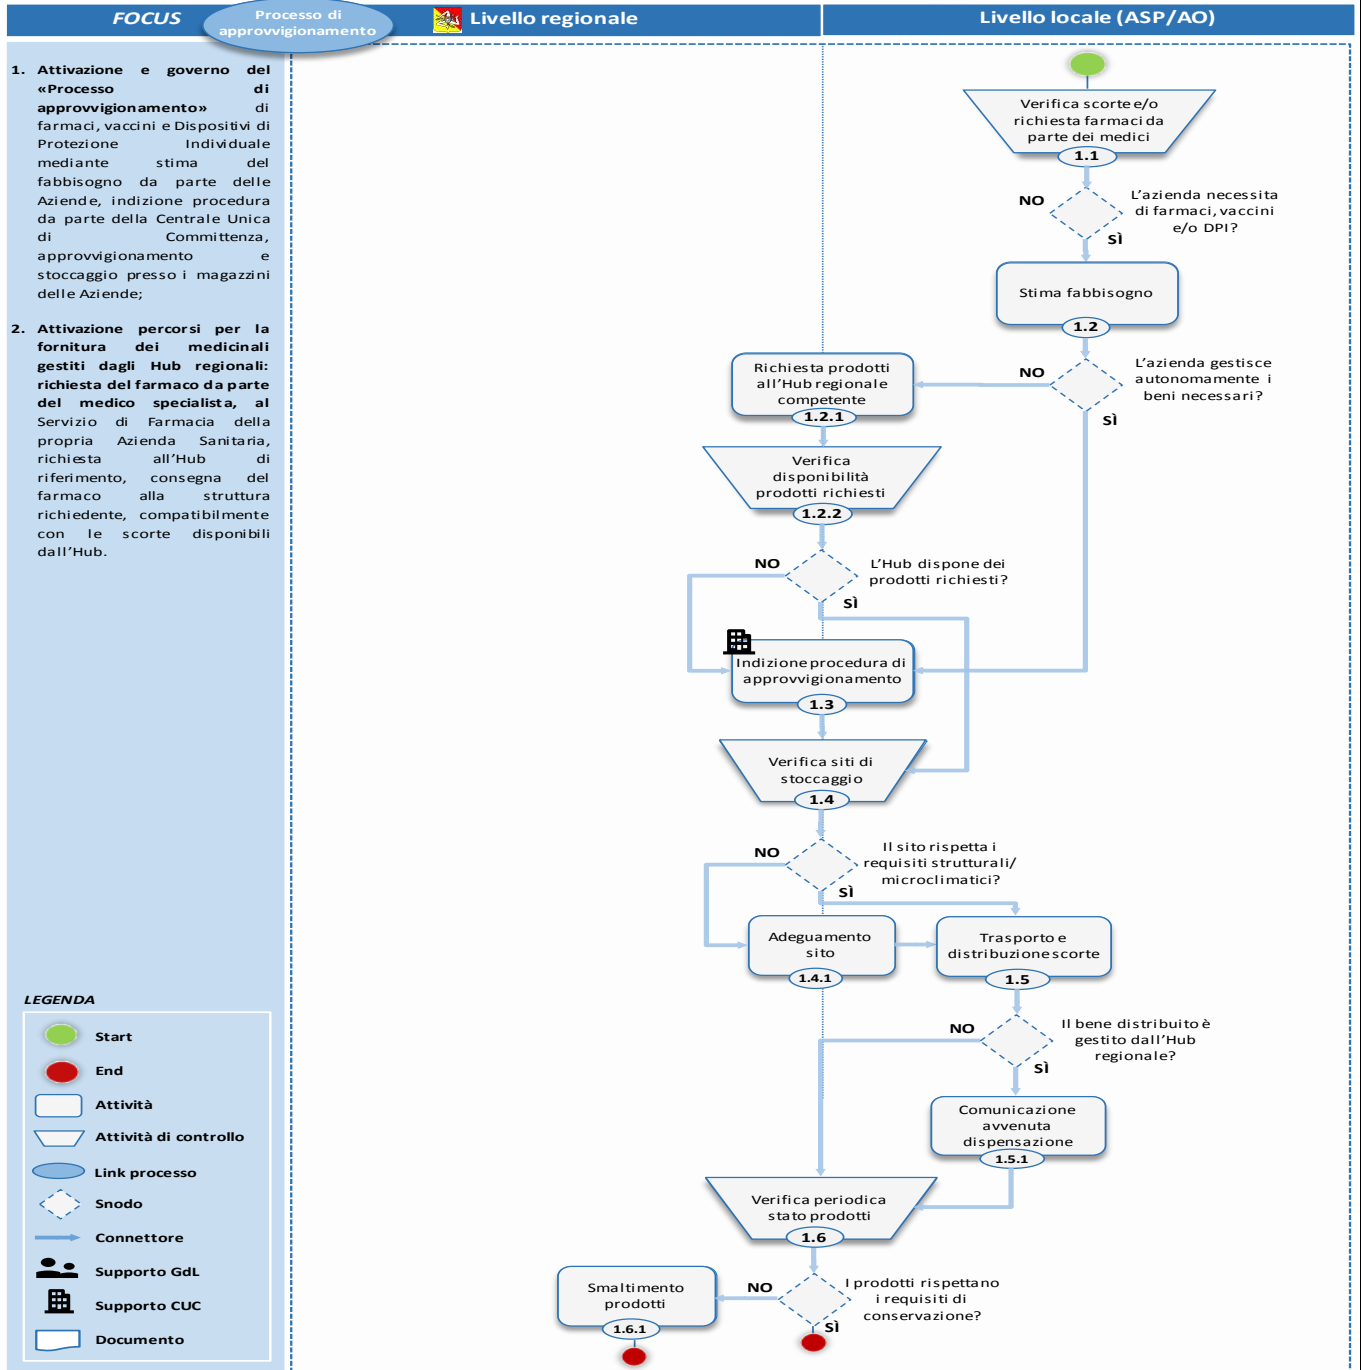 FOCUS
Processo di
approvvigionamento
Livello regionale
Livello locale (ASP/AO)
1. Attivazione e governo del
«Processo di
approvvigionamento» di
farmaci, vaccini e Dispositivi di
Protezione Individuale
mediante stima del
fabbisogno da parte delle
Aziende, indizione procedura
da parte della Centrale Unica
di Committenza,
approvvigionamento e
stoccaggio presso i magazzini
delle Aziende;
2. Attivazione percorsi per la
fornitura dei medicinali
gestiti dagli Hub regionali:
richiesta del farmaco da parte
del medico specialista, al
Servizio di Farmacia della
propria Azienda Sanitaria,
richiesta all'Hub di
riferimento, consegna del
farmaco alla struttura
richiedente, compatibilmente
con le scorte disponibili
dall'Hub.
LEGENDA
Start
End
Attività
Attività di controllo
Link processo
Snodo
Connettore
Supporto GdL
Supporto CUC
Documento
Verifica scorte e/o
richiesta farmaci da
parte dei medici
1.1
NO
L'azienda necessita
di farmaci, vaccini
e/o DPI?
SÌ
Stima fabbisogno
1.2
NO
L'azienda gestisce
autonomamente i
beni necessari?
SÌ
Richiesta prodotti
all'Hub regionale
competente
1.2.1
Verifica
disponibilità
prodotti richiesti
1.2.2
NO
L'Hub dispone dei
prodotti richiesti?
SÌ
Indizione procedura di
approvvigionamento
1.3
Verifica siti di
stoccaggio
1.4
NO
Il sito rispetta i
requisiti strutturali/
microclimatici?
SÌ
Adeguamento
sito
1.4.1
Trasporto e
distribuzione scorte
1.5
NO
Il bene distribuito è
gestito dall'Hub
regionale?
SÌ
Comunicazione
avvenuta
dispensazione
1.5.1
Verifica periodica
stato prodotti
1.6
NO
I prodotti rispettano
i requisiti di
conservazione?
SÌ
Smaltimento
prodotti
1.6.1